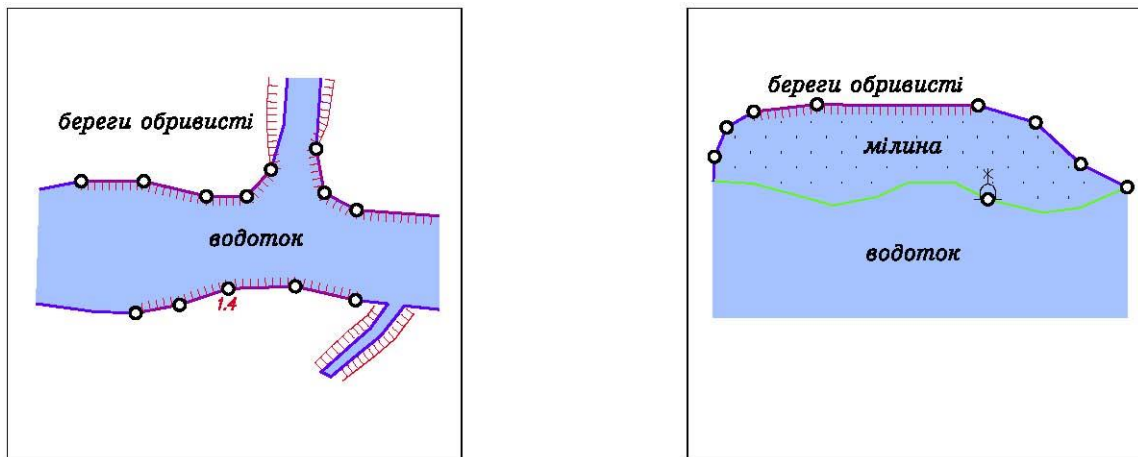 береги обривисті
водоток
1.4
береги обривисті
мілина
водоток